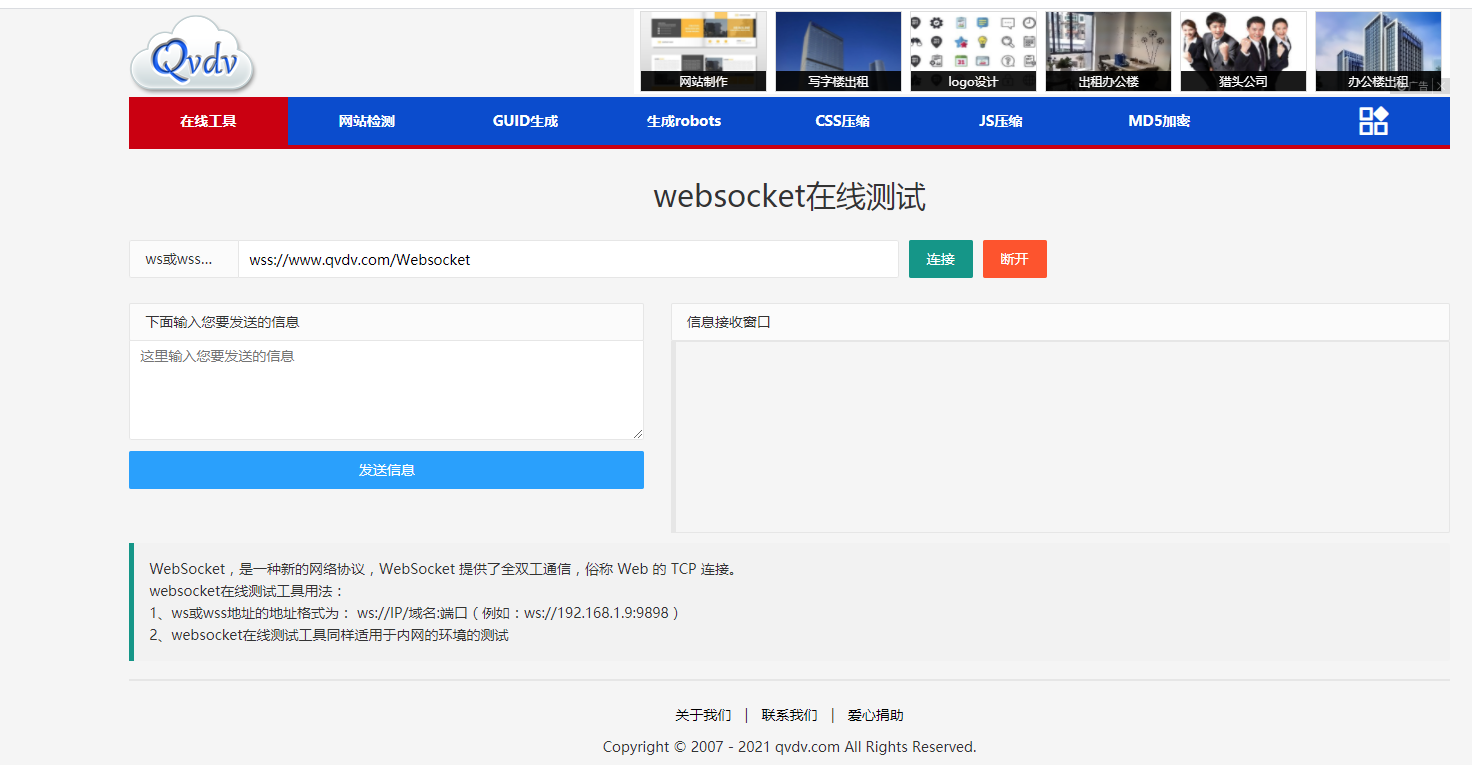 Qvdv
网站制作
写字楼出租
logo设计
出租办公楼
猎头公司
办公楼出租
广告
在线工具
网站检测
GUID生成
生成robots
CSS压缩
JS压缩
MD5加密
websocket在线测试
ws或wss...
wss://www.qvdv.com/Websocket
连接
断开
下面输入您要发送的信息
信息接收窗口
这里输入您要发送的信息
发送信息
WebSocket，是一种新的网络协议，WebSocket 提供了全双工通信，俗称 Web 的 TCP 连接。
websocket在线测试工具用法：
1、ws或wss地址的地址格式为： ws://IP/域名:端口（例如：ws://192.168.1.9:9898）
2、websocket在线测试工具同样适用于内网的环境的测试
关于我们 | 联系我们 | 爱心捐助
Copyright © 2007 - 2021 qvdv.com All Rights Reserved.